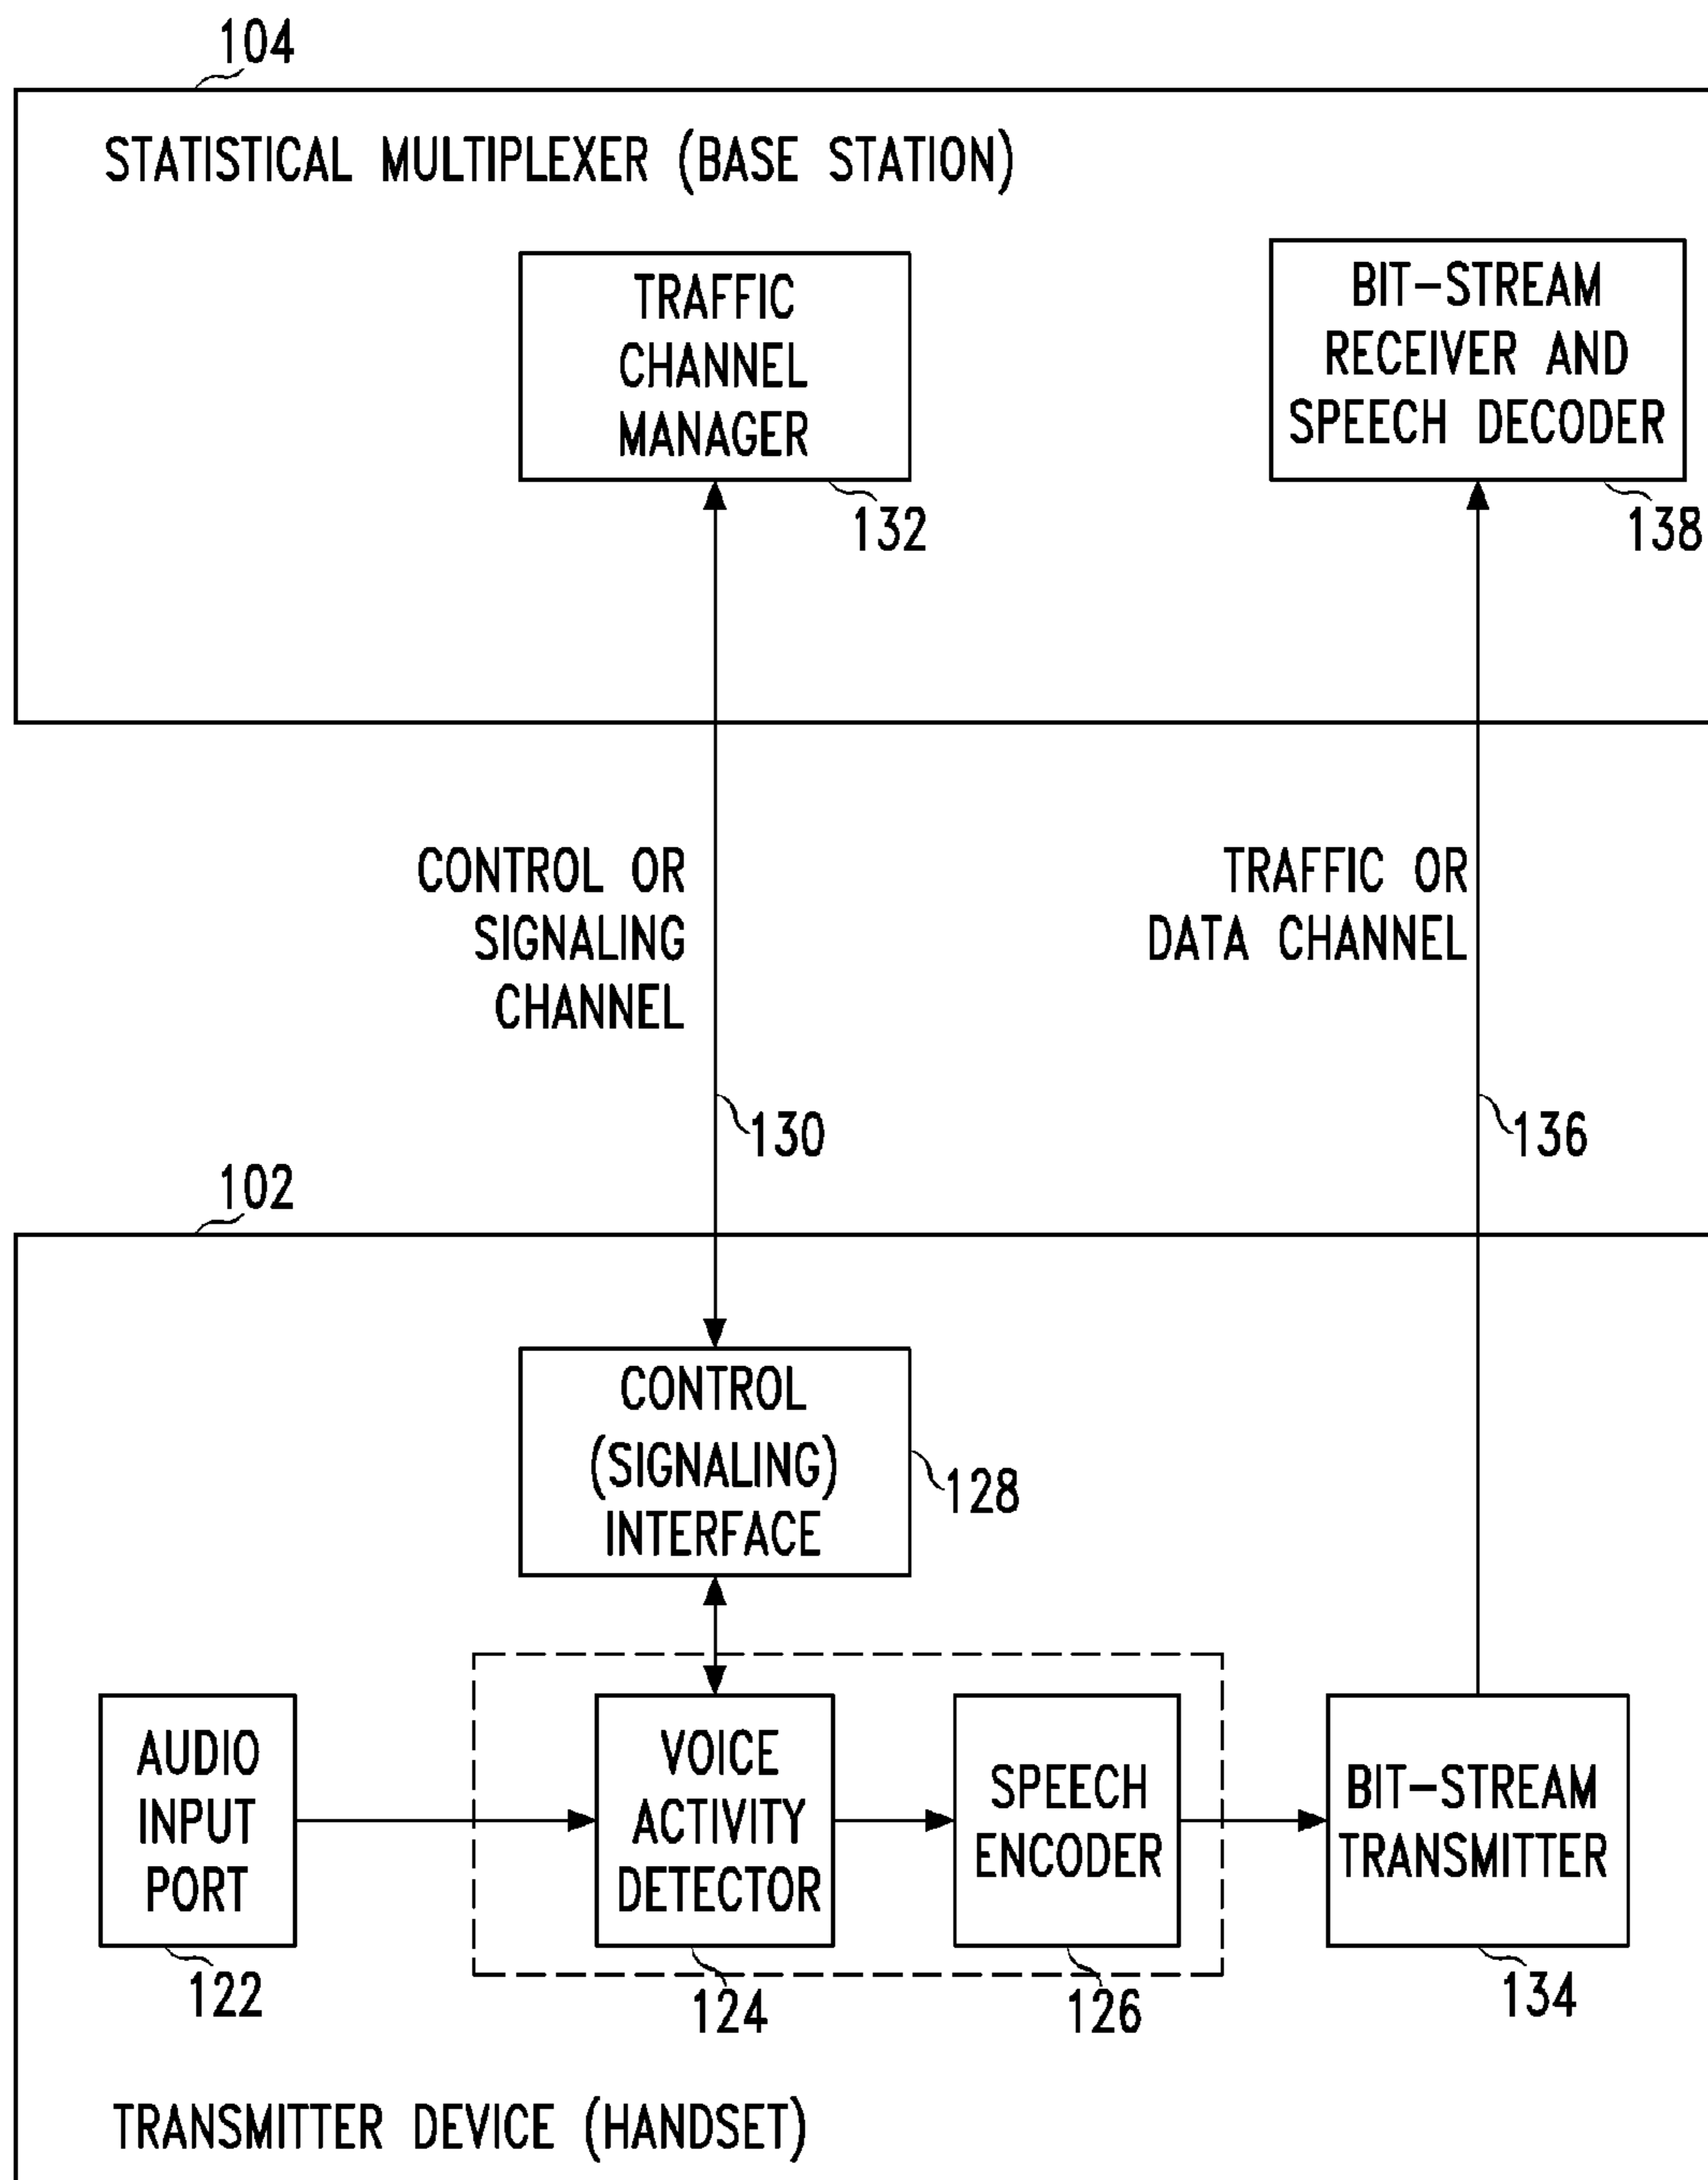 104
STATISTICAL MULTIPLEXER (BASE STATION)
TRAFFIC
CHANNEL
MANAGER
132
BIT-STREAM
RECEIVER AND
SPEECH DECODER
138
CONTROL OR
SIGNALING
CHANNEL
130
TRAFFIC OR
DATA CHANNEL
136
102
CONTROL
(SIGNALING)
INTERFACE
128
AUDIO
INPUT
PORT
122
VOICE
ACTIVITY
DETECTOR
124
SPEECH
ENCODER
126
BIT-STREAM
TRANSMITTER
134
TRANSMITTER DEVICE (HANDSET)